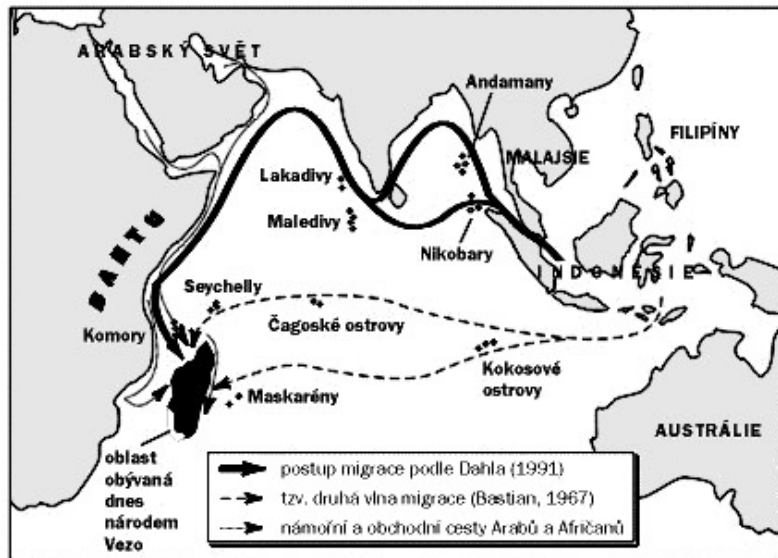 ARABSKÝ SVĚT
Andamany
FILIPÍNY
MALAJSIE
Lakadivy
Maledivy
BANTU
Nikobary
INDONÉSIE
Seychelly
Komory
Čagoské ostrovy
Kokosové
ostrovy
Maskarény
AUSTRÁLIE
oblast
obývaná
dnes
národem
Vezo
postup migrace podle Dahla (1991)
tzv. druhá vlna migrace (Bastian, 1967)
námořní a obchodní cesty Arabů a Afričanů